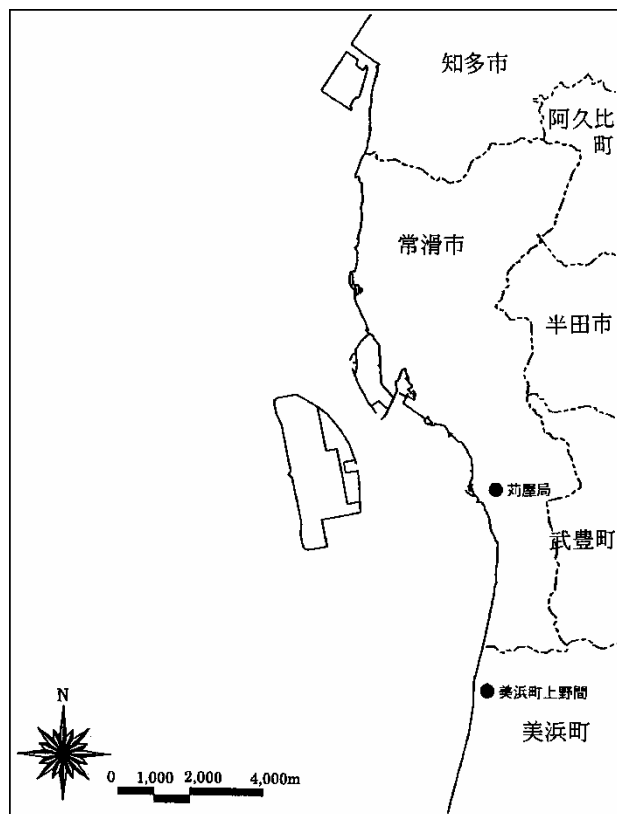 知多市
阿久比
町
常滑市
半田市
苅屋局
武豊町
美浜町上野間
美浜町
N
0 1,000 2,000 4,000m